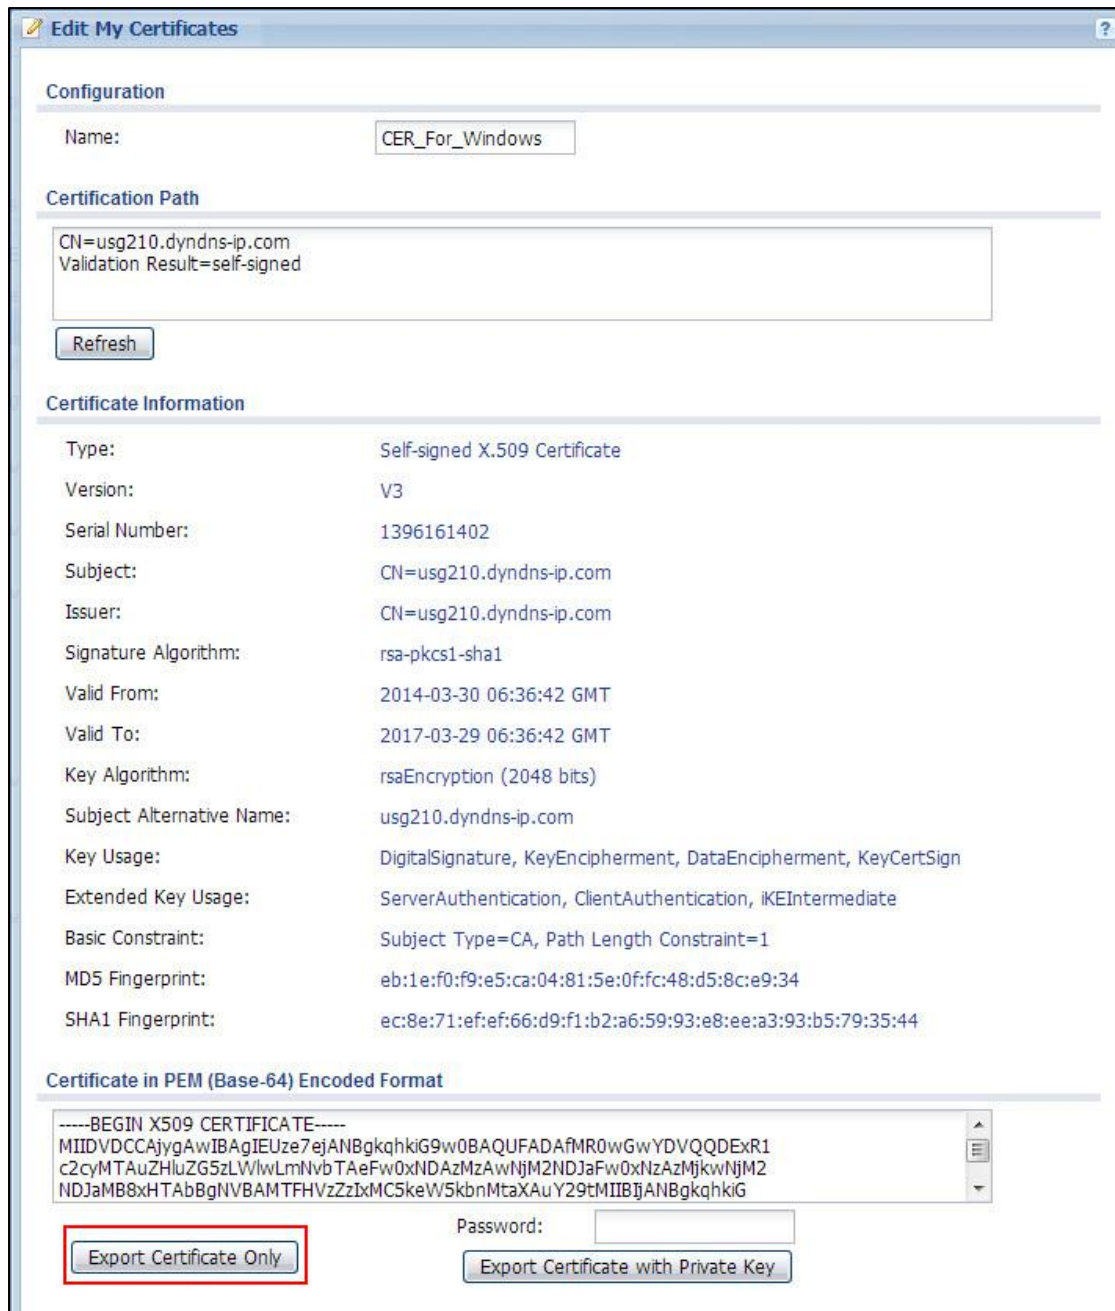 Edit My Certificates ?
Configuration
Name: CER_For_Windows
Certification Path
CN=usg210.dyndns-ip.com
Validation Result=self-signed
Refresh
Certificate Information
Type: Self-signed X.509 Certificate
Version: V3
Serial Number: 1396161402
Subject: CN=usg210.dyndns-ip.com
Issuer: CN=usg210.dyndns-ip.com
Signature Algorithm: rsa-pkcs1-sha1
Valid From: 2014-03-30 06:36:42 GMT
Valid To: 2017-03-29 06:36:42 GMT
Key Algorithm: rsaEncryption (2048 bits)
Subject Alternative Name: usg210.dyndns-ip.com
Key Usage: DigitalSignature, KeyEncipherment, DataEncipherment, KeyCertSign
Extended Key Usage: ServerAuthentication, ClientAuthentication, iKEIntermediate
Basic Constraint: Subject Type=CA, Path Length Constraint=1
MD5 Fingerprint: eb:1e:f0:f9:e5:ca:04:81:5e:0f:fc:48:d5:8c:e9:34
SHA1 Fingerprint: ec:8e:71:ef:ef:66:d9:f1:b2:a6:59:93:e8:ee:a3:93:b5:79:35:44
Certificate in PEM (Base-64) Encoded Format
-----BEGIN X509 CERTIFICATE-----
MIIDVDCCAjygAwIBAgIEUze7ejANBgkqhkiG9w0BAQUFADAfMR0wGwYDVQQDExR1
c2cyMTAuZHluZG5zLWlwLmNvbTAeFw0xNDAzMzAwNjM2NDJaFw0xNzAzMjkwNjM2
NDJaMB8xHTAbBgNVBAMTFHVzZzIxMC5keW5kbnMtaXAuY29tMIIBIjANBgkqhkiG
Password:
Export Certificate Only
Export Certificate with Private Key